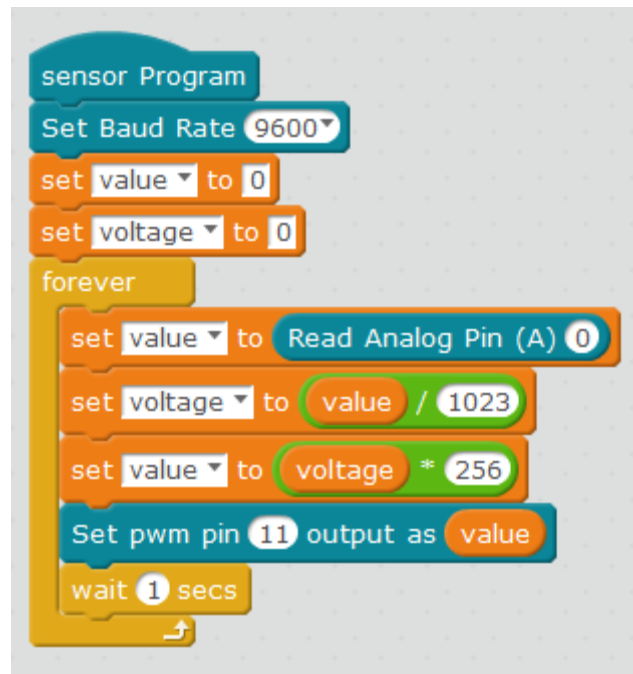 sensor Program
Set Baud Rate 9600
set value to 0
set voltage to 0
forever
set value to Read Analog Pin (A) 0
set voltage to value / 1023
set value to voltage * 256
Set pwm pin 11 output as value
wait 1 secs